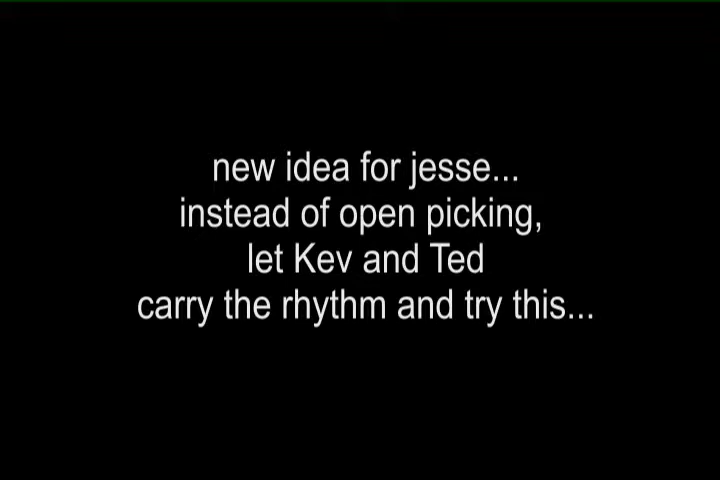 new idea for jesse...
instead of open picking,
let Kev and Ted
carry the rhythm and try this...